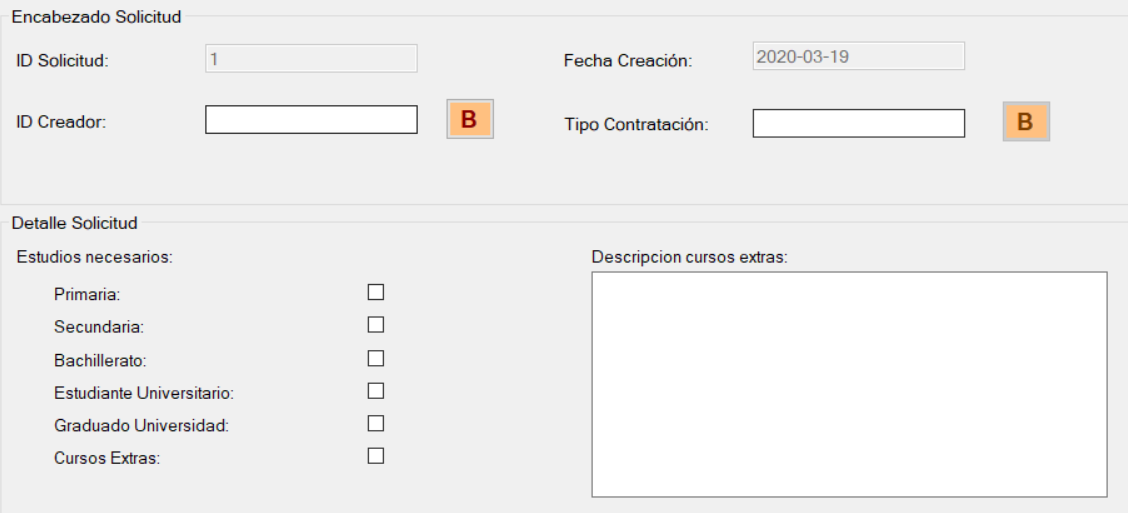 Encabezado Solicitud
ID Solicitud: 1 Fecha Creación: 2020-03-19
ID Creador: B Tipo Contratación: B
Detalle Solicitud
Estudios necesarios: Descripcion cursos extras:
Primaria:
Secundaria:
Bachillerato:
Estudiante Universitario:
Graduado Universidad:
Cursos Extras: